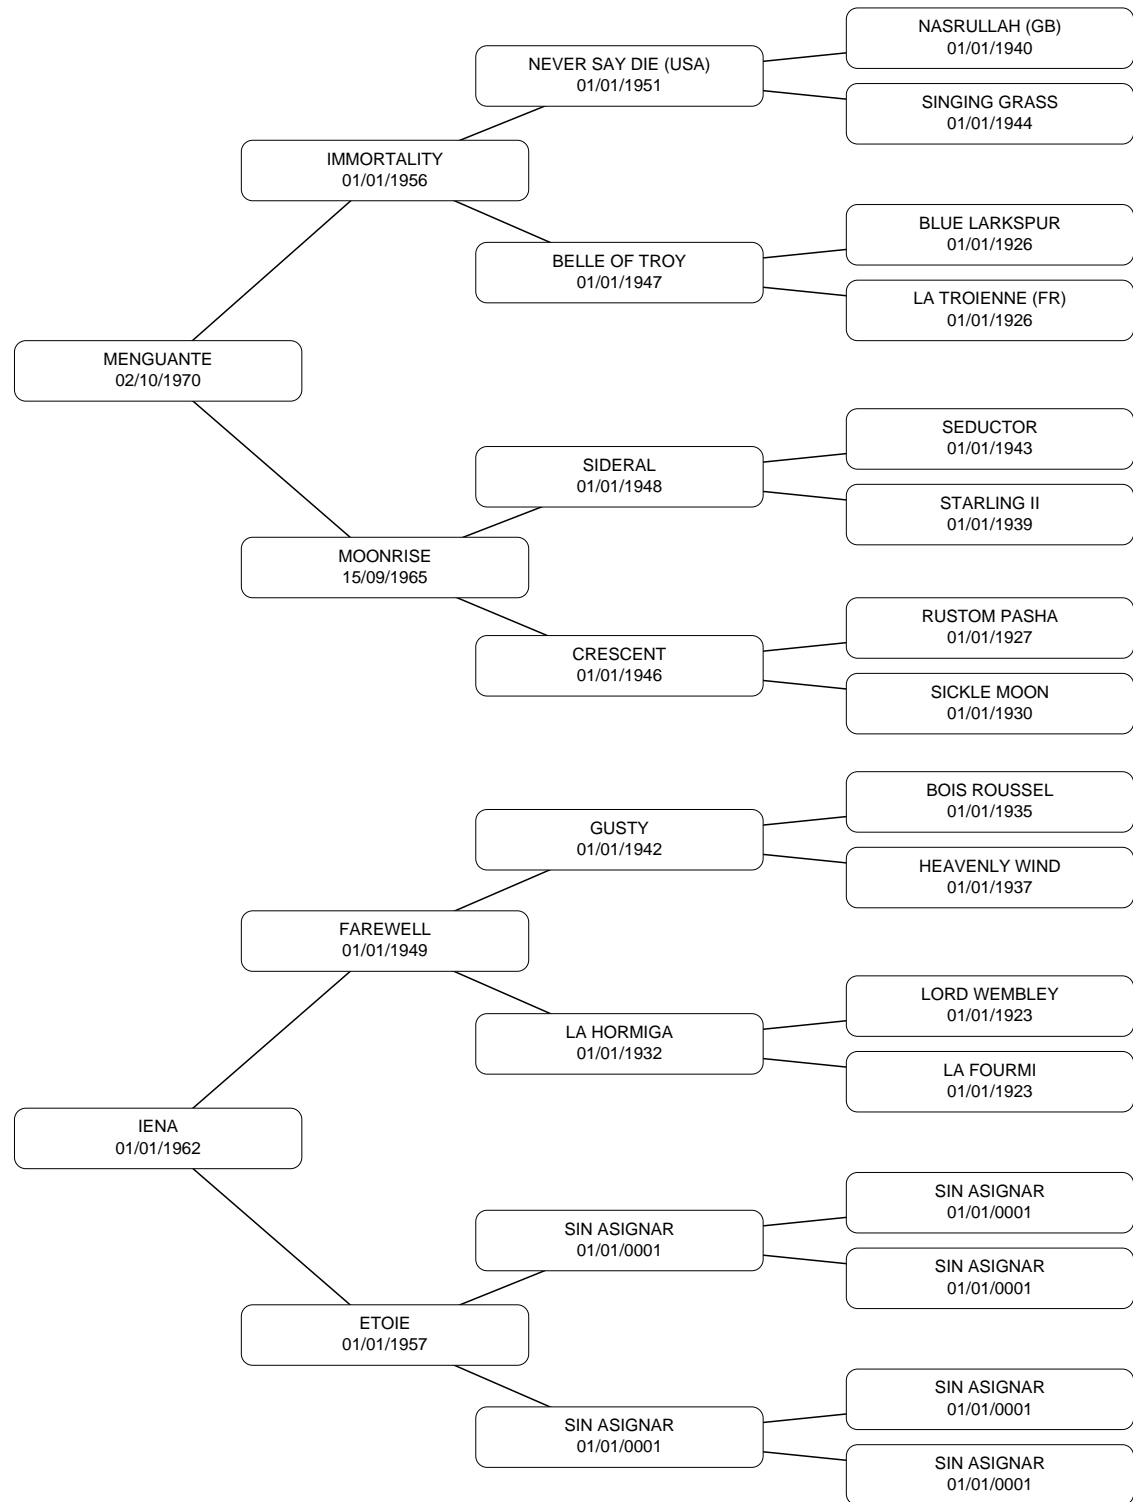 NASRULLAH (GB)
01/01/1940
NEVER SAY DIE (USA)
01/01/1951
SINGING GRASS
01/01/1944
IMMORTALITY
01/01/1956
BLUE LARKSPUR
01/01/1926
BELLE OF TROY
01/01/1947
LA TROIENNE (FR)
01/01/1926
MENGUANTE
02/10/1970
SEDUCTOR
01/01/1943
SIDERAL
01/01/1948
STARLING II
01/01/1939
MOONRISE
15/09/1965
RUSTOM PASHA
01/01/1927
CRESCENT
01/01/1946
SICKLE MOON
01/01/1930
BOIS ROUSSEL
01/01/1935
GUSTY
01/01/1942
HEAVENLY WIND
01/01/1937
FAREWELL
01/01/1949
LORD WEMBLEY
01/01/1923
LA HORMIGA
01/01/1932
LA FOURMI
01/01/1923
IENA
01/01/1962
SIN ASIGNAR
01/01/0001
SIN ASIGNAR
01/01/0001
SIN ASIGNAR
01/01/0001
ETOIE
01/01/1957
SIN ASIGNAR
01/01/0001
SIN ASIGNAR
01/01/0001
SIN ASIGNAR
01/01/0001